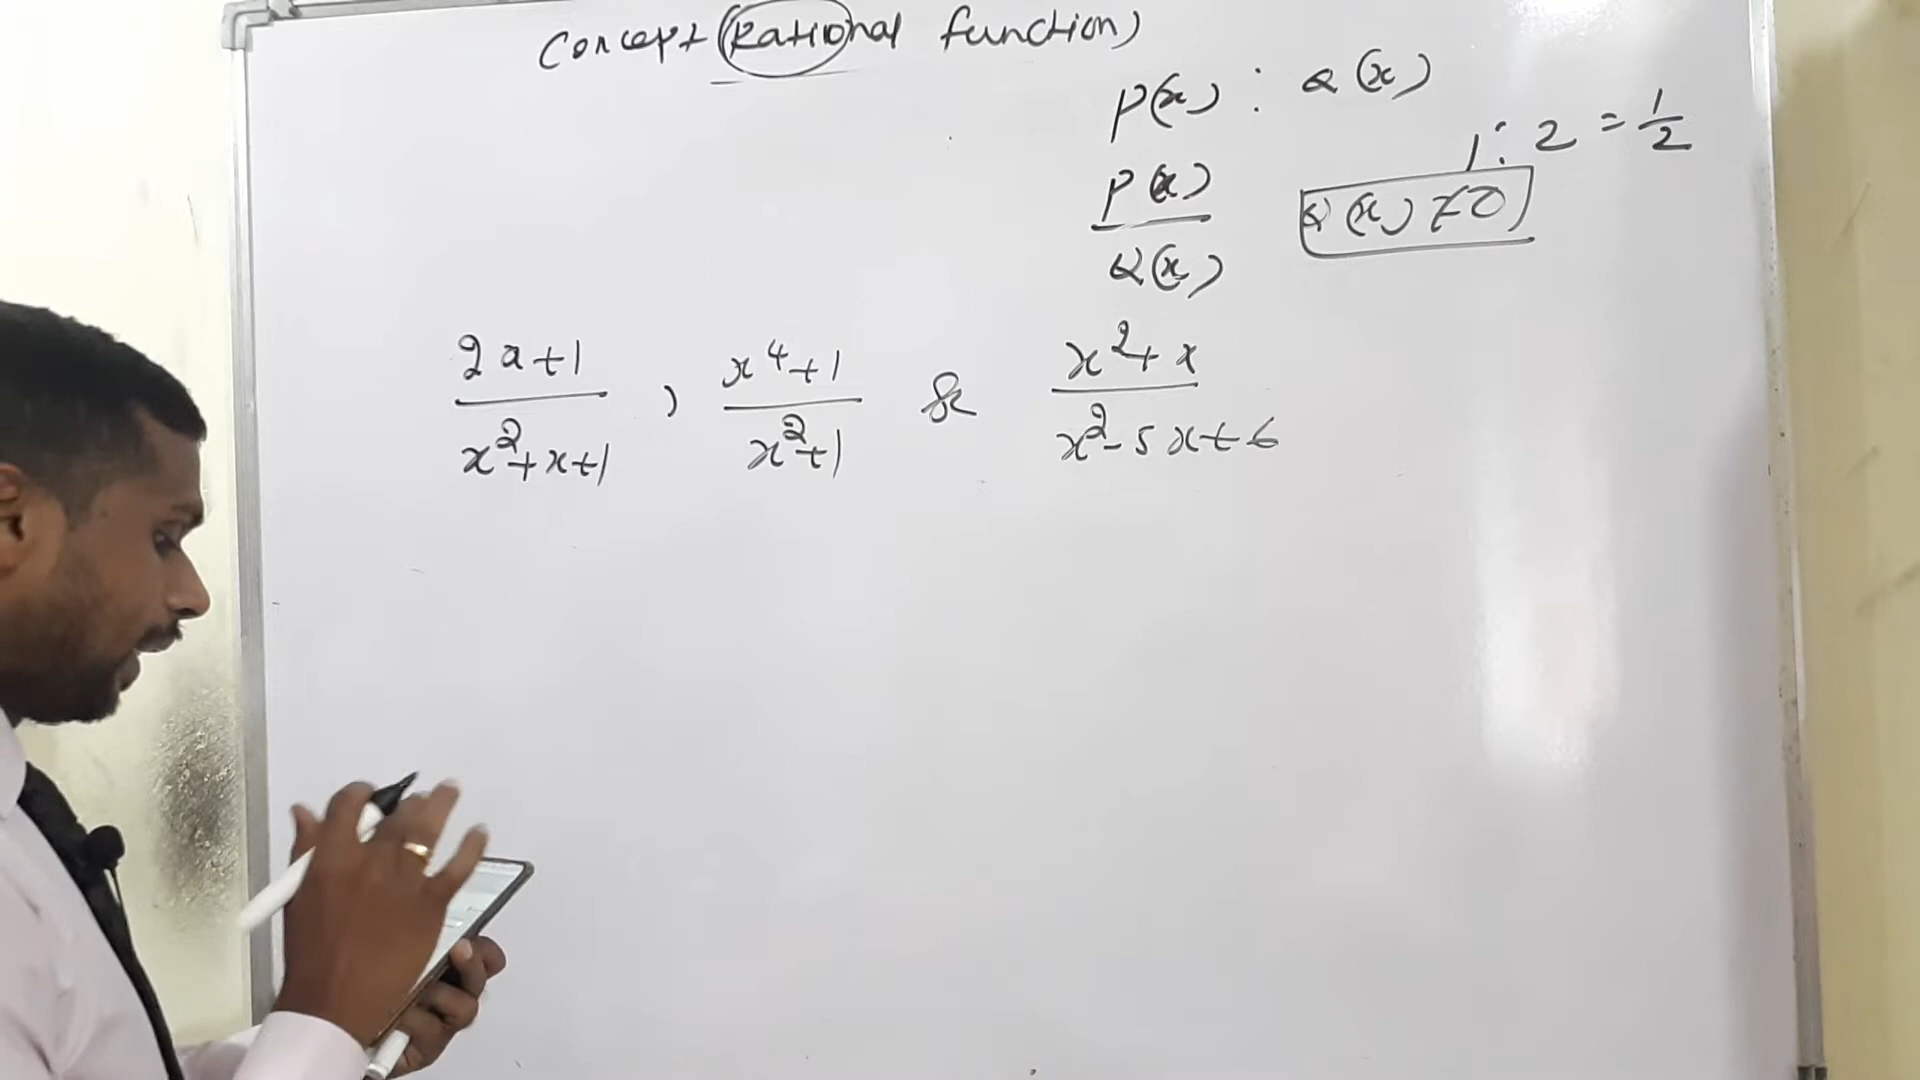 Concept (Rational function)
P(x) : Q(x)
1 : 2 = 1/2
P(x)/Q(x)   Q(x) ≠ 0
(2x+1)/(x²+x+1) , (x⁴+1)/(x²+1) & (x²+x)/(x²-5x+6)